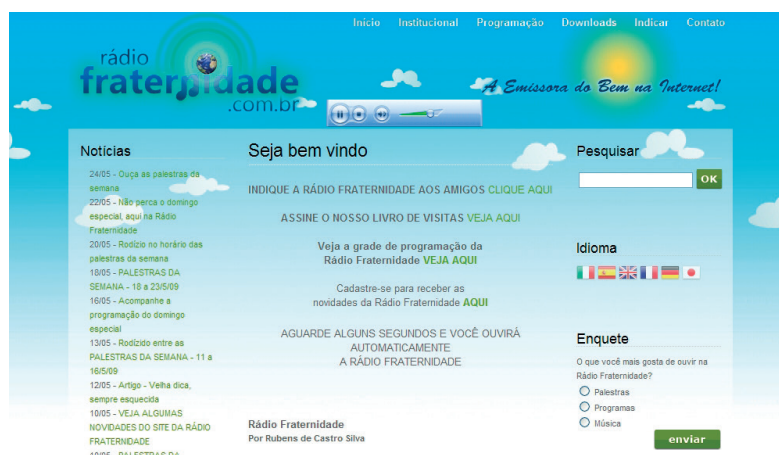 Início Institucional Programação Downloads Indicar Contato
rádio
fraternidade
.com.br
A Emissora do Bem na Internet!
Notícias
24/05 - Ouça as palestras da
semana
22/05 - Não perca o domingo
especial, aqui na Rádio
Fraternidade
20/05 - Rodízio no horário das
palestras da semana
18/05 - PALESTRAS DA
SEMANA - 18 a 23/5/09
16/05 - Acompanhe a
programação do domingo
especial
13/05 - Rodízido entre as
PALESTRAS DA SEMANA - 11 a
16/5/09
12/05 - Artigo - Velha dica,
sempre esquecida
10/05 - VEJA ALGUMAS
NOVIDADES DO SITE DA RÁDIO
FRATERNIDADE
Seja bem vindo
INDIQUE A RÁDIO FRATERNIDADE AOS AMIGOS CLIQUE AQUI
ASSINE O NOSSO LIVRO DE VISITAS VEJA AQUI
Veja a grade de programação da
Rádio Fraternidade VEJA AQUI
Cadastre-se para receber as
novidades da Rádio Fraternidade AQUI
AGUARDE ALGUNS SEGUNDOS E VOCÊ OUVIRÁ
AUTOMATICAMENTE
A RÁDIO FRATERNIDADE
Rádio Fraternidade
Por Rubens de Castro Silva
Pesquisar
OK
Idioma
Enquete
O que você mais gosta de ouvir na
Rádio Fraternidade?
Palestras
Programas
Música
enviar